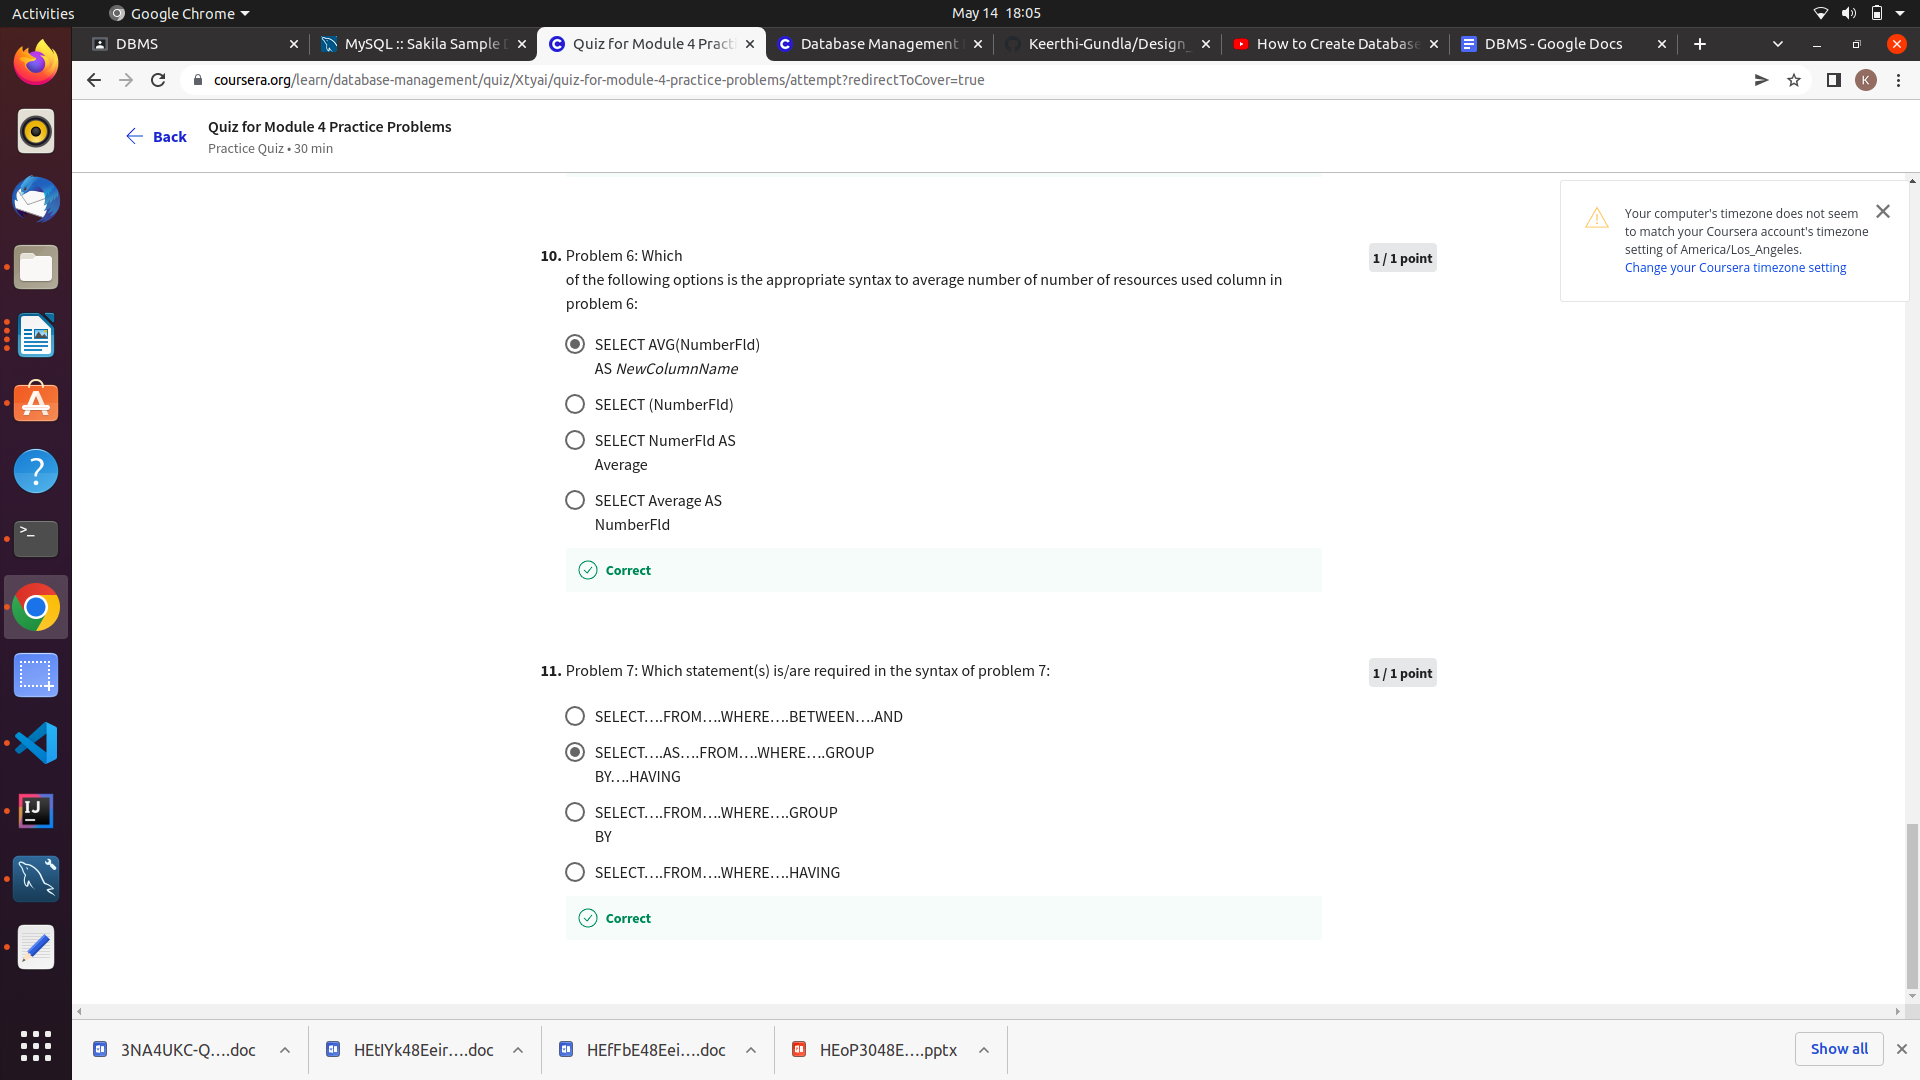 Activities
Google Chrome
May 14 18:05
DBMS
MySQL :: Sakila Sample D
Quiz for Module 4 Practi
Database Management
Keerthi-Gundla/Design_
How to Create Database
DBMS - Google Docs
coursera.org/learn/database-management/quiz/Xtyai/quiz-for-module-4-practice-problems/attempt?redirectToCover=true
K
Back
Quiz for Module 4 Practice Problems
Practice Quiz • 30 min
Your computer's timezone does not seem
to match your Coursera account's timezone
setting of America/Los_Angeles.
Change your Coursera timezone setting
10. Problem 6: Which
of the following options is the appropriate syntax to average number of number of resources used column in
problem 6:
1 / 1 point
SELECT AVG(NumberFld)
AS NewColumnName
SELECT (NumberFld)
SELECT NumerFld AS
Average
SELECT Average AS
NumberFld
Correct
11. Problem 7: Which statement(s) is/are required in the syntax of problem 7:
1 / 1 point
SELECT….FROM….WHERE….BETWEEN….AND
SELECT….AS….FROM….WHERE….GROUP
BY….HAVING
SELECT….FROM….WHERE….GROUP
BY
SELECT….FROM….WHERE….HAVING
Correct
3NA4UKC-Q....doc
HEtIYk48Eeir....doc
HEfFbE48Eei....doc
HEoP3048E....pptx
Show all